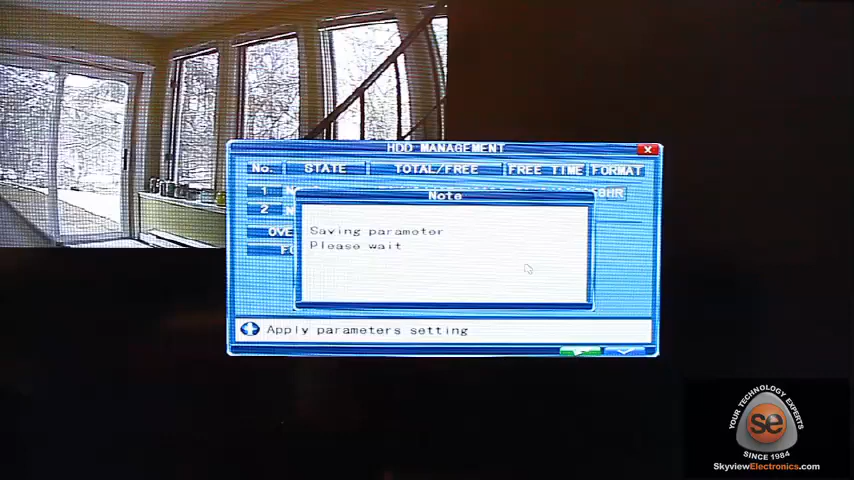 HDD MANAGEMENT
No. STATE TOTAL/FREE FREE TIME FORMAT
1
Note
2
Saving parameter
Please wait
Apply parameters setting
YOUR TECHNOLOGY EXPERTS
se
SINCE 1984
SkyviewElectronics.com